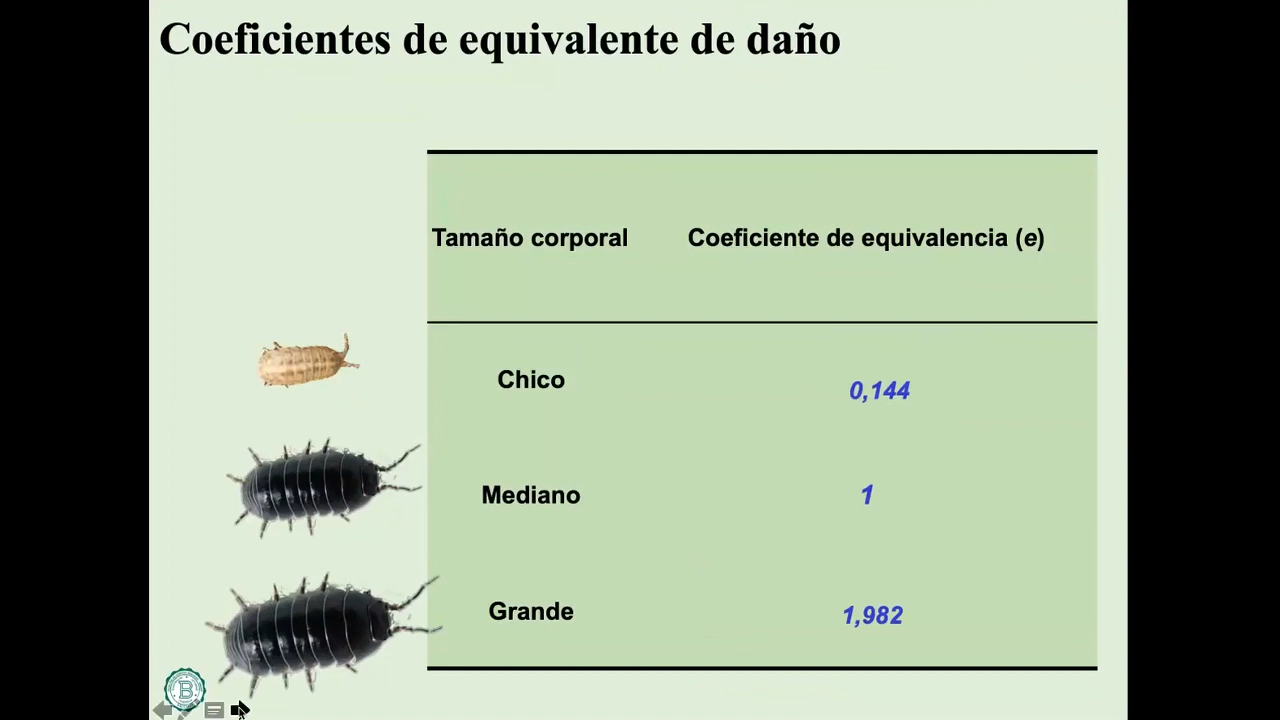 Coeficientes de equivalente de daño
Tamaño corporal Coeficiente de equivalencia (e)
Chico 0,144
Mediano 1
Grande 1,982
B